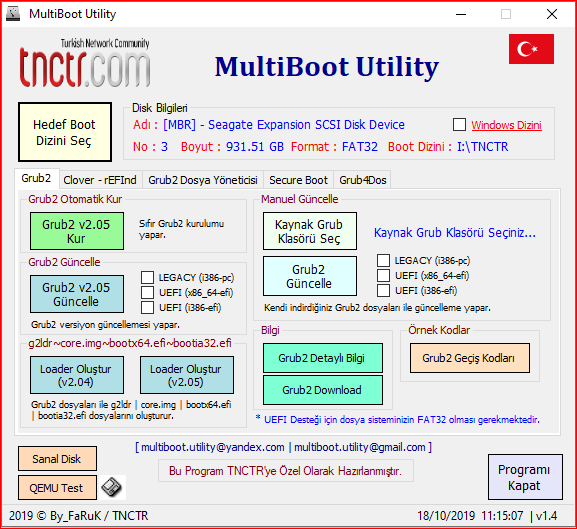 MultiBoot Utility
Turkish Network Community
tnctr.com
MultiBoot Utility
Hedef Boot
Dizini Seç
Disk Bilgileri
Adı : [MBR] - Seagate Expansion SCSI Disk Device
Windows Dizini
No : 3 Boyut : 931.51 GB Format : FAT32 Boot Dizini : I:\TNCTR
Grub2
Clover - rEFInd
Grub2 Dosya Yöneticisi
Secure Boot
Grub4Dos
Grub2 Otomatik Kur
Grub2 v2.05
Kur
Sıfır Grub2 kurulumu
yapar.
Grub2 Güncelle
Grub2 v2.05
Güncelle
LEGACY (i386-pc)
UEFI (x86_64-efi)
UEFI (i386-efi)
Grub2 versiyon güncellemesi yapar.
g2ldr~core.img~bootx64.efi~bootia32.efi
Loader Oluştur
(v2.04)
Loader Oluştur
(v2.05)
Grub2 dosyaları ile g2ldr | core.img | bootx64.efi
| bootia32.efi dosyalarını oluşturur.
Manuel Güncelle
Kaynak Grub
Klasörü Seç
Kaynak Grub Klasörü Seçiniz...
Grub2
Güncelle
LEGACY (i386-pc)
UEFI (x86_64-efi)
UEFI (i386-efi)
Kendi indirdiğiniz Grub2 dosyaları ile güncelleme yapar.
Bilgi
Grub2 Detaylı Bilgi
Grub2 Download
Örnek Kodlar
Grub2 Geçiş Kodları
* UEFI Desteği için dosya sisteminizin FAT32 olması gerekmektedir.
Sanal Disk
QEMU Test
[ multiboot.utility@yandex.com | multiboot.utility@gmail.com ]
Bu Program TNCTR'ye Özel Olarak Hazırlanmıştır.
Programı
Kapat
2019 © By_FaRuK / TNCTR
18/10/2019 11:15:07 | v1.4